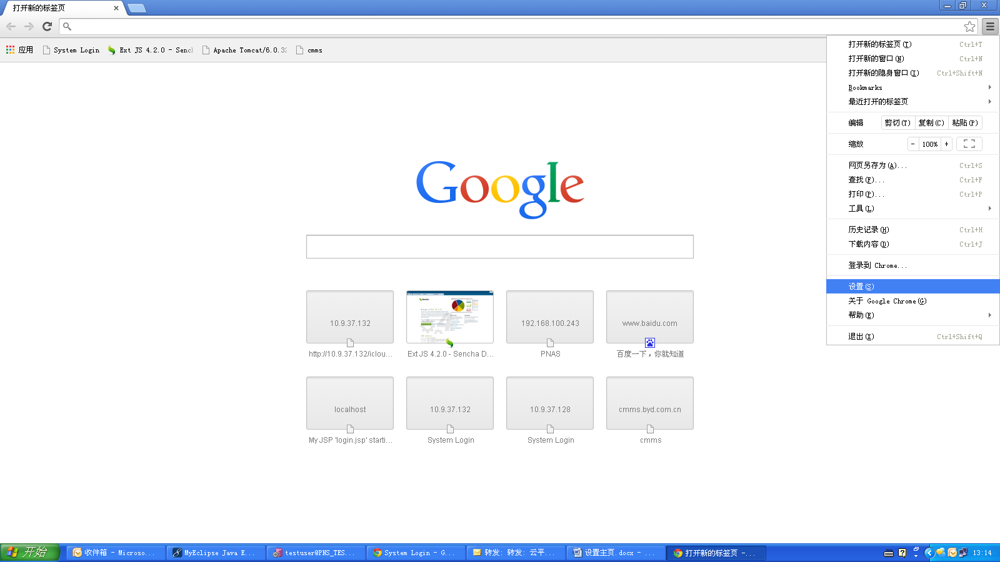 打开新的标签页
应用
System Login
Ext JS 4.2.0 - Sench
Apache Tomcat/6.0.32
cmms
打开新的标签页(T) Ctrl+T
打开新的窗口(N) Ctrl+N
打开新的隐身窗口(I) Ctrl+Shift+N
Bookmarks
最近打开的标签页
编辑 剪切(T) 复制(C) 粘贴(P)
缩放 - 100% +
网页另存为(A)... Ctrl+S
查找(F)... Ctrl+F
打印(P)... Ctrl+P
工具(L)
历史记录(H) Ctrl+H
下载内容(D) Ctrl+J
登录到 Chrome...
设置(S)
关于 Google Chrome(G)
帮助(E)
退出(X) Ctrl+Shift+Q
Google
10.9.37.132
192.168.100.243
www.baidu.com
http://10.9.37.132/iclou...
Ext JS 4.2.0 - Sencha D...
PNAS
百度一下，你就知道
localhost
10.9.37.132
10.9.37.128
cmms.byd.com.cn
My JSP 'login.jsp' starti...
System Login
System Login
cmms
开始
收件箱 - Microso...
MyEclipse Java E...
testuser@PNS_TES...
System Login - G...
转发: 转发: 云平...
设置主页.docx - ...
打开新的标签页 -...
13:14